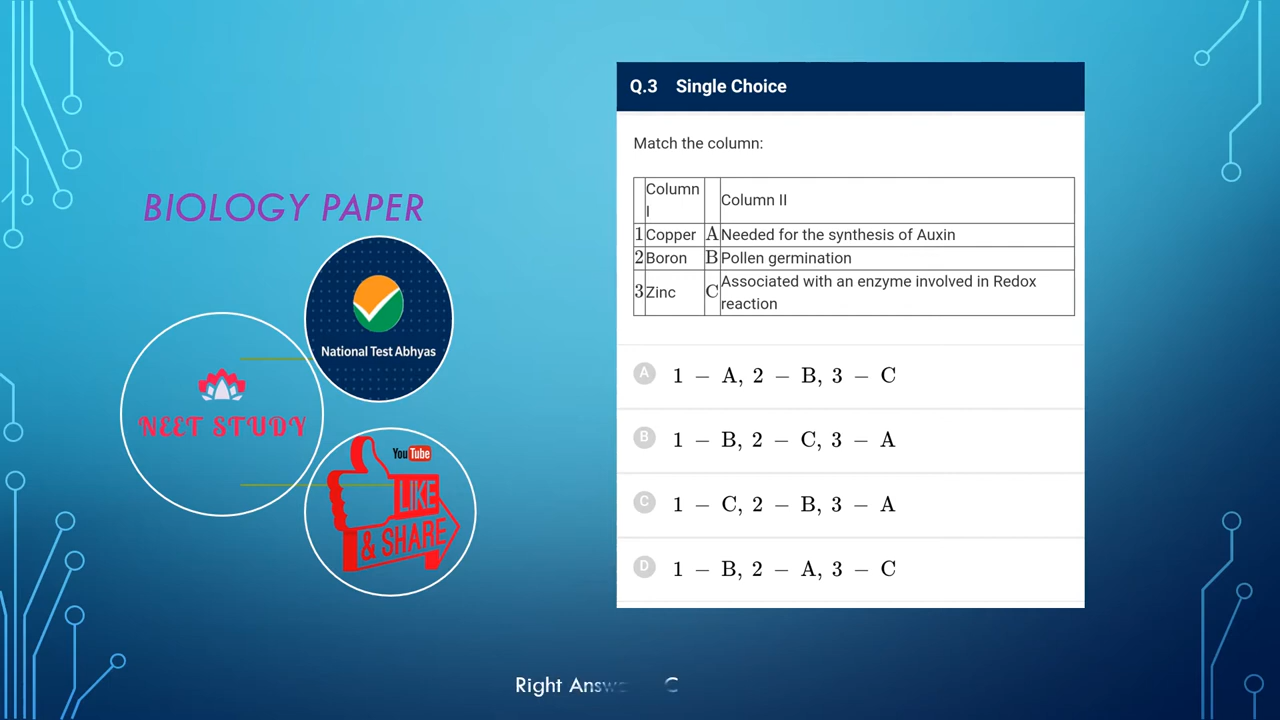 BIOLOGY PAPER
National Test Abhyas
NEET STUDY
YouTube
LIKE
& SHARE
Q.3 Single Choice
Match the column:
Column I Column II
1 Copper A Needed for the synthesis of Auxin
2 Boron B Pollen germination
3 Zinc C Associated with an enzyme involved in Redox
reaction
A 1 – A, 2 – B, 3 – C
B 1 – B, 2 – C, 3 – A
C 1 – C, 2 – B, 3 – A
D 1 – B, 2 – A, 3 – C
Right C